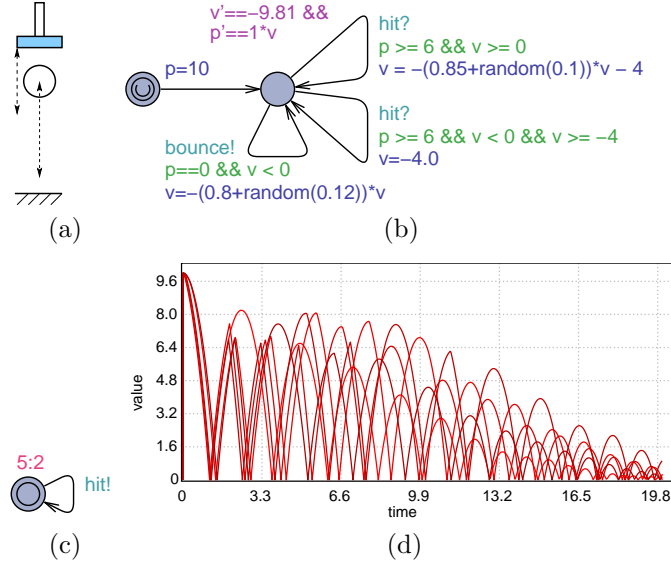 v'==−9.81 &&
p'==1*v
hit?
p >= 6 && v >= 0
v = −(0.85+random(0.1))*v − 4
p=10
hit?
p >= 6 && v < 0 && v >= −4
v=−4.0
bounce!
p==0 && v < 0
v=−(0.8+random(0.12))*v
(a)
(b)
5:2
hit!
(c)
value
9.6
8.0
6.4
4.8
3.2
1.6
0
0 3.3 6.6 9.9 13.2 16.5 19.8
time
(d)